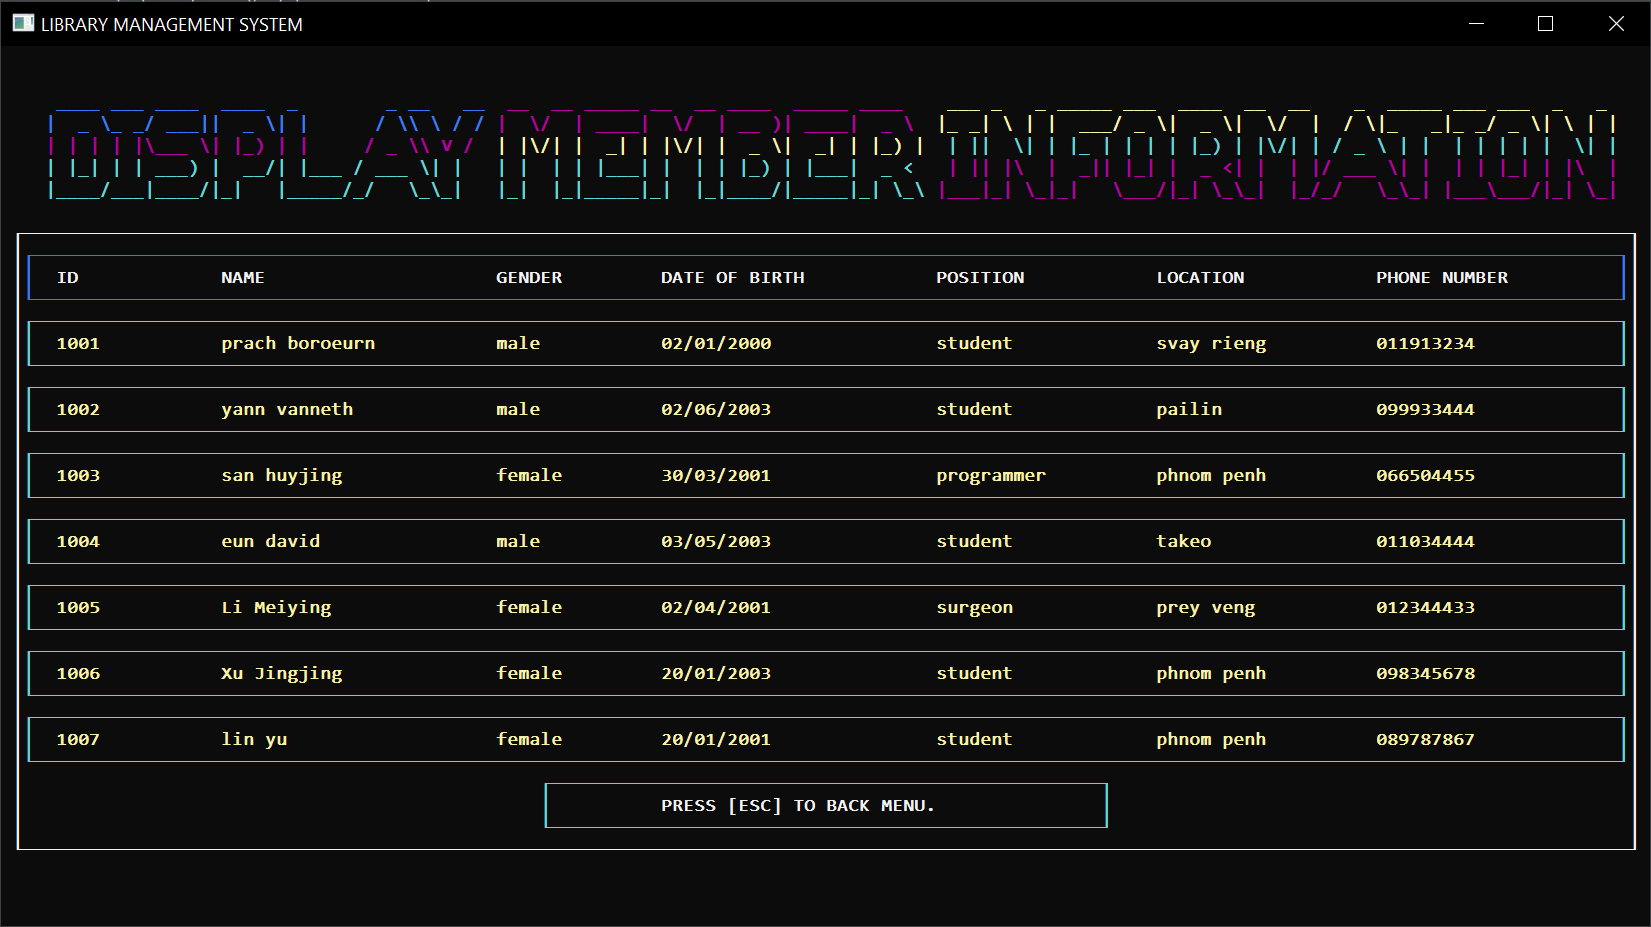 LIBRARY MANAGEMENT SYSTEM
DISPLAY MEMBER INFORMATION
ID NAME GENDER DATE OF BIRTH POSITION LOCATION PHONE NUMBER
1001 prach boroeurn male 02/01/2000 student svay rieng 011913234
1002 yann vanneth male 02/06/2003 student pailin 099933444
1003 san huyjing female 30/03/2001 programmer phnom penh 066504455
1004 eun david male 03/05/2003 student takeo 011034444
1005 Li Meiying female 02/04/2001 surgeon prey veng 012344433
1006 Xu Jingjing female 20/01/2003 student phnom penh 098345678
1007 lin yu female 20/01/2001 student phnom penh 089787867
PRESS [ESC] TO BACK MENU.